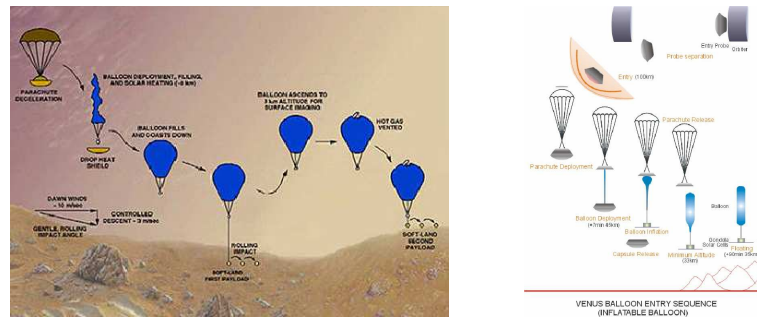 PARACHUTE
DECELERATION
BALLOON DEPLOYMENT, FILLING,
AND SOLAR HEATING (~8 km)
DROP HEAT
SHIELD
BALLOON FILLS
AND COASTS DOWN
BALLOON ASCENDS TO
ALTITUDE FOR
SURFACE IMAGING
HOT GAS
VENTED
DAWN WINDS
~ 15 m/sec
CONTROLLED
DESCENT ~ 3 m/sec
GENTLE, ROLLING
IMPACT ANGLE
ROLLING
IMPACT
SOFT-LAND
FIRST PAYLOAD
SOFT-LAND
SECOND
PAYLOAD
Entry Probe
Orbiter
Probe separation
Entry
Parachute Release
Parachute Deployment
Balloon Deployment
Balloon Inflation
Capsule Release
Balloon
Gondola
Solar Cells
Minimum Altitude
Floating
VENUS BALLOON ENTRY SEQUENCE
(INFLATABLE BALLOON)